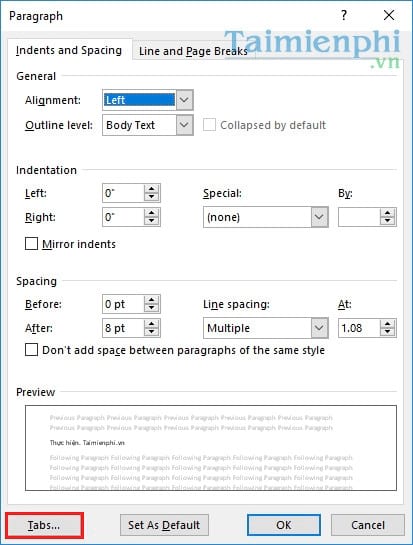 Paragraph ? ×
Taimienphi
.vn
Indents and Spacing Line and Page Breaks
General
Alignment: Left
Outline level: Body Text Collapsed by default
Indentation
Left: 0" Special: By:
Right: 0" (none)
Mirror indents
Spacing
Before: 0 pt Line spacing: At:
After: 8 pt Multiple 1.08
Don't add space between paragraphs of the same style
Preview
Previous Paragraph Previous Paragraph Previous Paragraph Previous Paragraph Previous Paragraph
Previous Paragraph Previous Paragraph Previous Paragraph Previous Paragraph Previous Paragraph
Thực hiện. Taimienphi.vn
Following Paragraph Following Paragraph Following Paragraph Following Paragraph Following Paragraph
Following Paragraph Following Paragraph Following Paragraph Following Paragraph Following Paragraph
Following Paragraph Following Paragraph Following Paragraph Following Paragraph Following Paragraph
Following Paragraph Following Paragraph Following Paragraph Following Paragraph Following Paragraph
Tabs... Set As Default OK Cancel